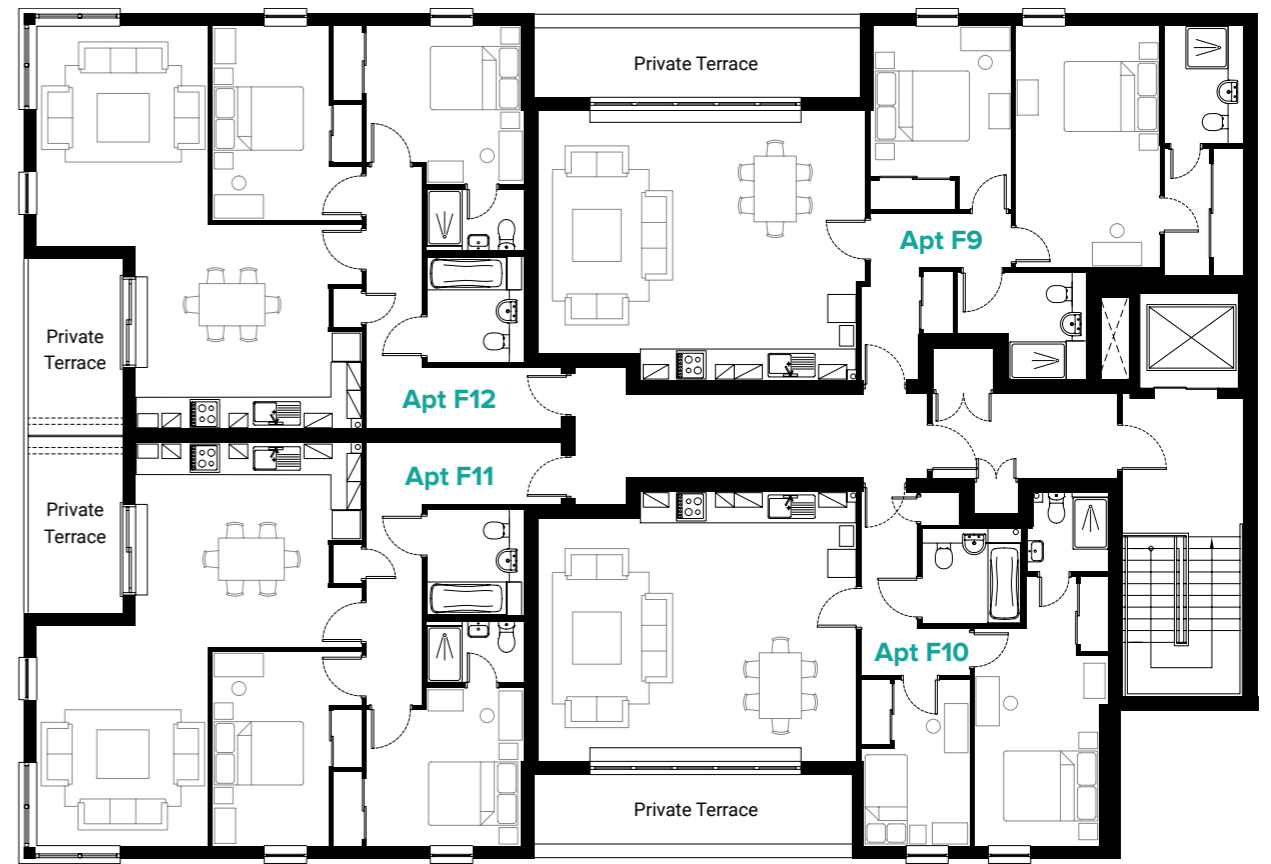 Private Terrace
Apt F9
Private
Terrace
Apt F12
Apt F11
Private
Terrace
Apt F10
Private Terrace